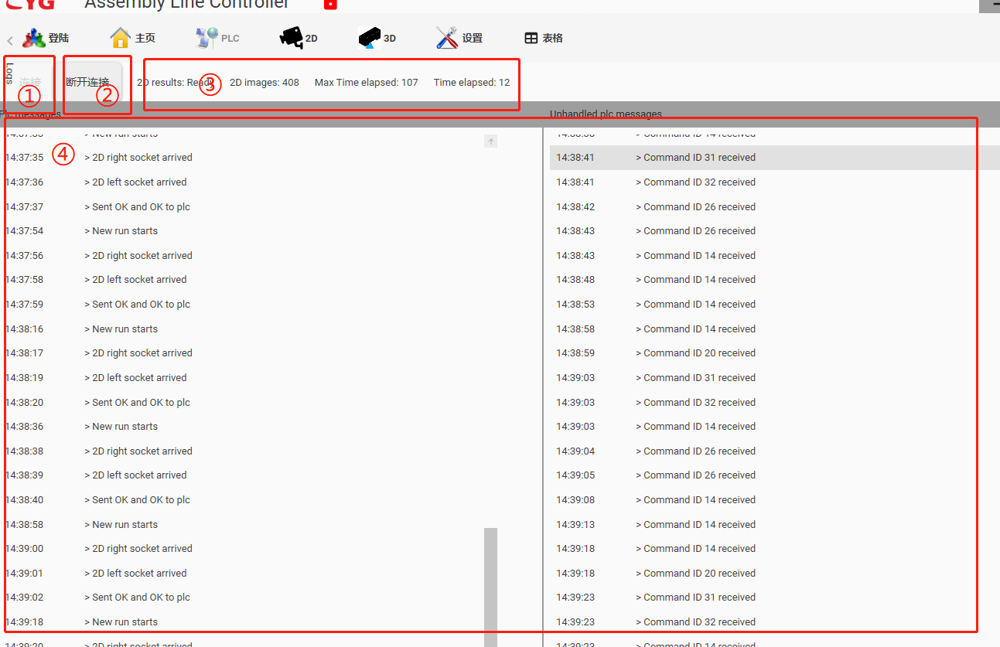 CYG Assembly Line Controller
登陆 主页 PLC 2D 3D 设置 表格
Logs
连接 断开连接 2D results: Ready 2D images: 408 Max Time elapsed: 107 Time elapsed: 12
① ② ③
Plc messages Unhandled plc messages
④
14:37:35 > New run starts
14:37:35 > 2D right socket arrived
14:37:36 > 2D left socket arrived
14:37:37 > Sent OK and OK to plc
14:37:54 > New run starts
14:37:56 > 2D right socket arrived
14:37:58 > 2D left socket arrived
14:37:59 > Sent OK and OK to plc
14:38:16 > New run starts
14:38:17 > 2D right socket arrived
14:38:19 > 2D left socket arrived
14:38:20 > Sent OK and OK to plc
14:38:36 > New run starts
14:38:38 > 2D right socket arrived
14:38:39 > 2D left socket arrived
14:38:40 > Sent OK and OK to plc
14:38:58 > New run starts
14:39:00 > 2D right socket arrived
14:39:01 > 2D left socket arrived
14:39:02 > Sent OK and OK to plc
14:39:18 > New run starts
14:39:20 > 2D right socket arrived
> Command ID 14 received
14:38:41 > Command ID 31 received
14:38:41 > Command ID 32 received
14:38:42 > Command ID 26 received
14:38:43 > Command ID 26 received
14:38:43 > Command ID 14 received
14:38:48 > Command ID 14 received
14:38:53 > Command ID 14 received
14:38:58 > Command ID 14 received
14:38:59 > Command ID 20 received
14:39:03 > Command ID 31 received
14:39:03 > Command ID 32 received
14:39:03 > Command ID 14 received
14:39:04 > Command ID 26 received
14:39:05 > Command ID 26 received
14:39:08 > Command ID 14 received
14:39:13 > Command ID 14 received
14:39:18 > Command ID 14 received
14:39:18 > Command ID 20 received
14:39:23 > Command ID 31 received
14:39:23 > Command ID 32 received
14:39:23 > Command ID 14 received